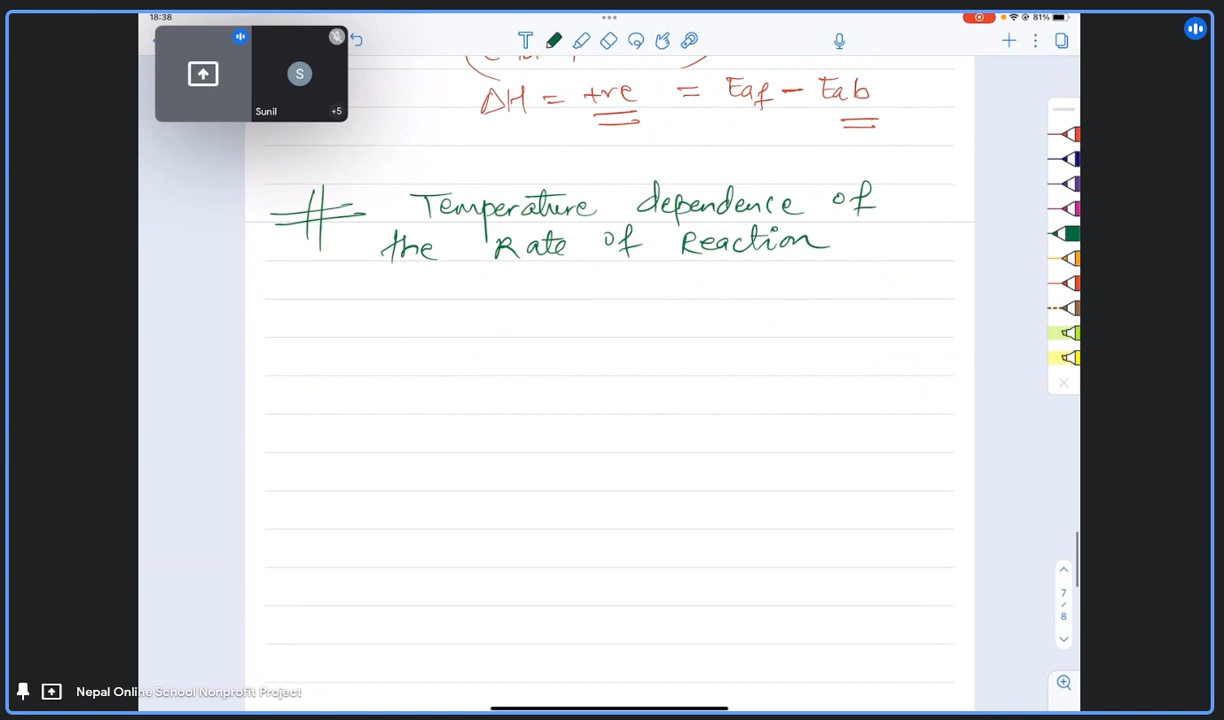 18:38
81%
S
Sunil
+5
ΔH = +ve = Eaf - Eab
# Temperature dependence of
the Rate of Reaction
7
/
8
Nepal Online School Nonprofit Project